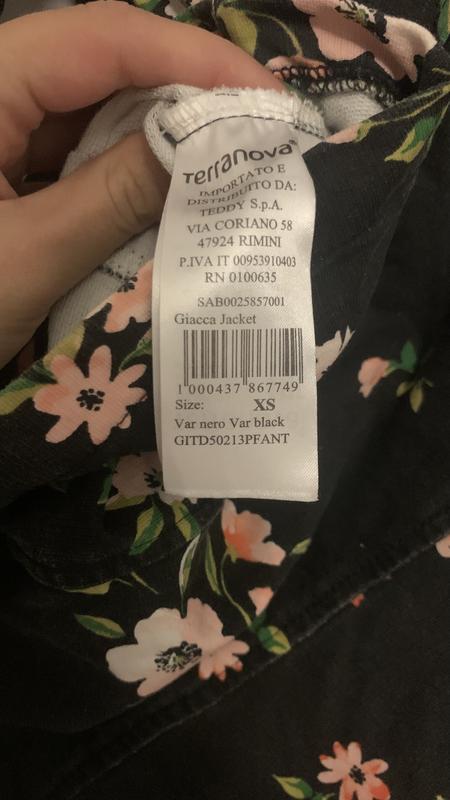 Terranova®
IMPORTATO E
DISTRIBUITO DA:
TEDDY S.p.A.
VIA CORIANO 58
47924 RIMINI
P.IVA IT 00953910403
RN 0100635
SAB0025857001
Giacca Jacket
1 000437 867749
Size: XS
Var nero Var black
GITD50213PFANT